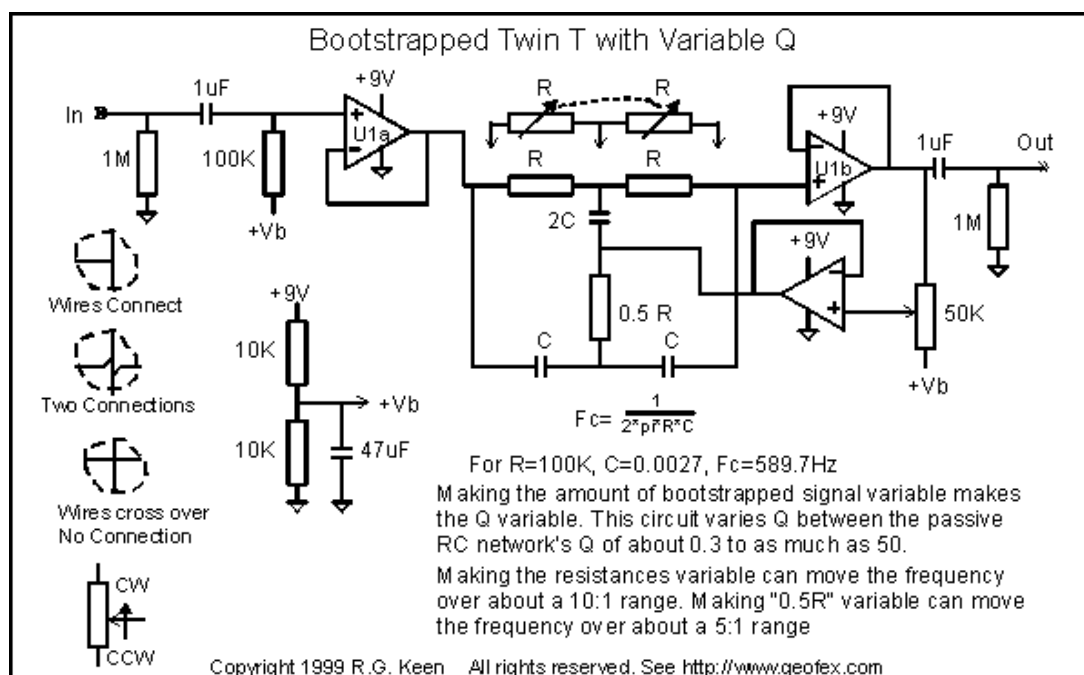 Bootstrapped Twin T with Variable Q
In
1uF
1M
100K
+Vb
+9V
+
-
U1a
R
R
R
R
2C
0.5 R
C
C
+9V
-
+
U1b
1uF
Out
1M
+9V
-
+
50K
+Vb
Wires Connect
Two Connections
Wires cross over
No Connection
CW
CCW
+9V
10K
10K
+Vb
47uF
Fc= 1
2*pi*R*C
For R=100K, C=0.0027, Fc=589.7Hz
Making the amount of bootstrapped signal variable makes
the Q variable. This circuit varies Q between the passive
RC network's Q of about 0.3 to as much as 50.
Making the resistances variable can move the frequency
over about a 10:1 range. Making "0.5R" variable can move
the frequency over about a 5:1 range
Copyright 1999 R.G. Keen All rights reserved. See http://www.geofex.com